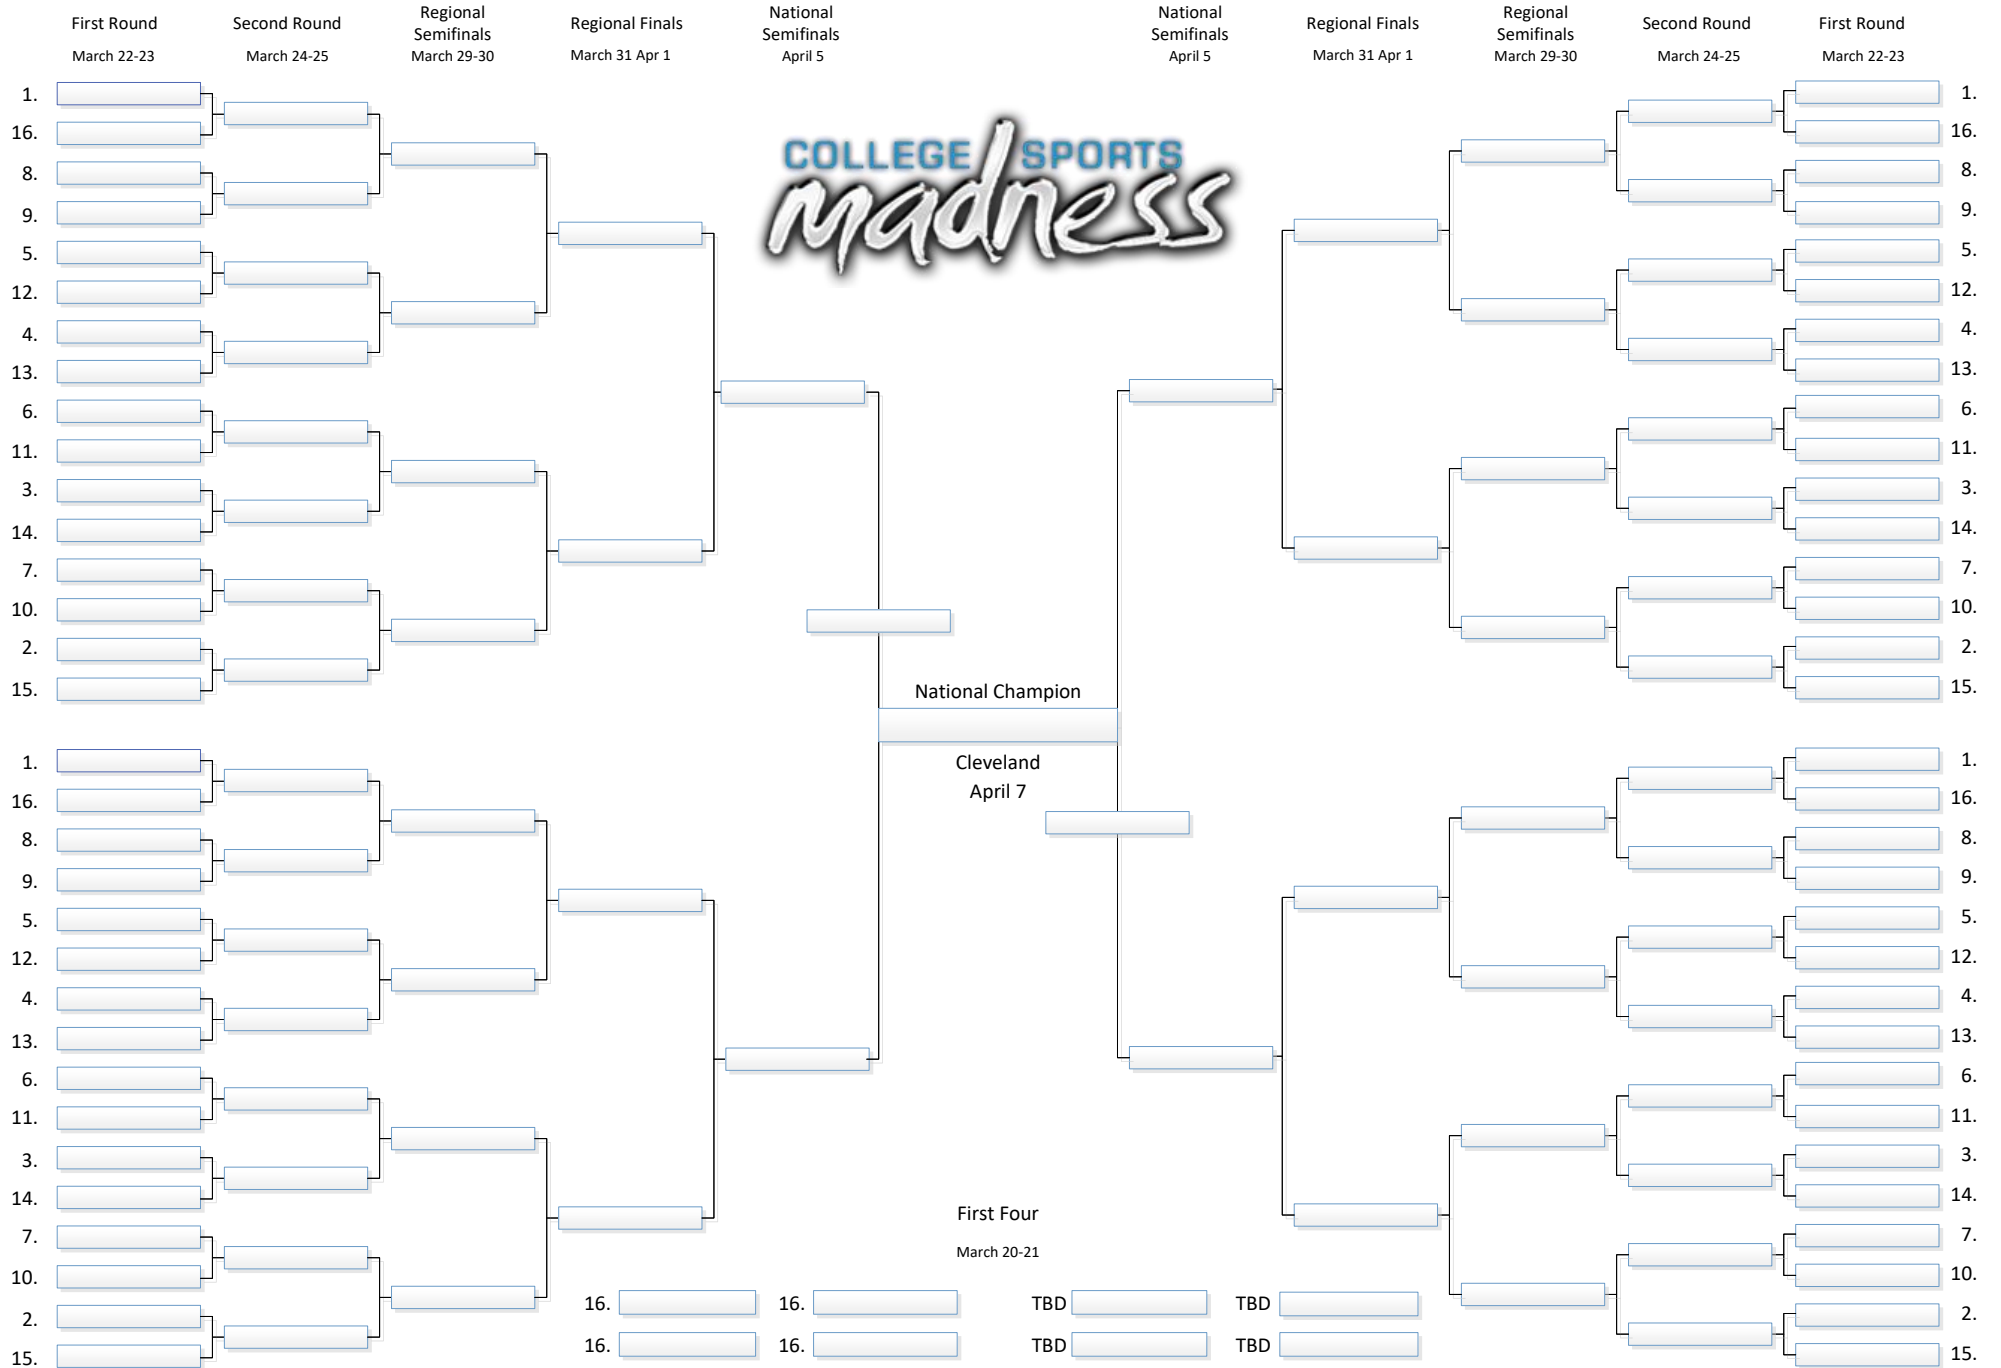 First Round
March 22-23
Second Round
March 24-25
Regional
Semifinals
March 29-30
Regional Finals
March 31 Apr 1
National
Semifinals
April 5
National
Semifinals
April 5
Regional Finals
March 31 Apr 1
Regional
Semifinals
March 29-30
Second Round
March 24-25
First Round
March 22-23
COLLEGE SPORTS
madness
1.
16.
8.
9.
5.
12.
4.
13.
6.
11.
3.
14.
7.
10.
2.
15.
1.
16.
8.
9.
5.
12.
4.
13.
6.
11.
3.
14.
7.
10.
2.
15.
National Champion
Cleveland
April 7
First Four
March 20-21
16. 16. TBD TBD
16. 16. TBD TBD
1.
16.
8.
9.
5.
12.
4.
13.
6.
11.
3.
14.
7.
10.
2.
15.
1.
16.
8.
9.
5.
12.
4.
13.
6.
11.
3.
14.
7.
10.
2.
15.